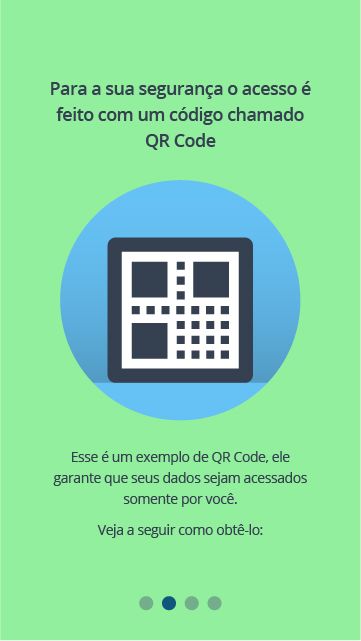 Para a sua segurança o acesso é
feito com um código chamado
QR Code
Esse é um exemplo de QR Code, ele
garante que seus dados sejam acessados
somente por você.
Veja a seguir como obtê-lo: